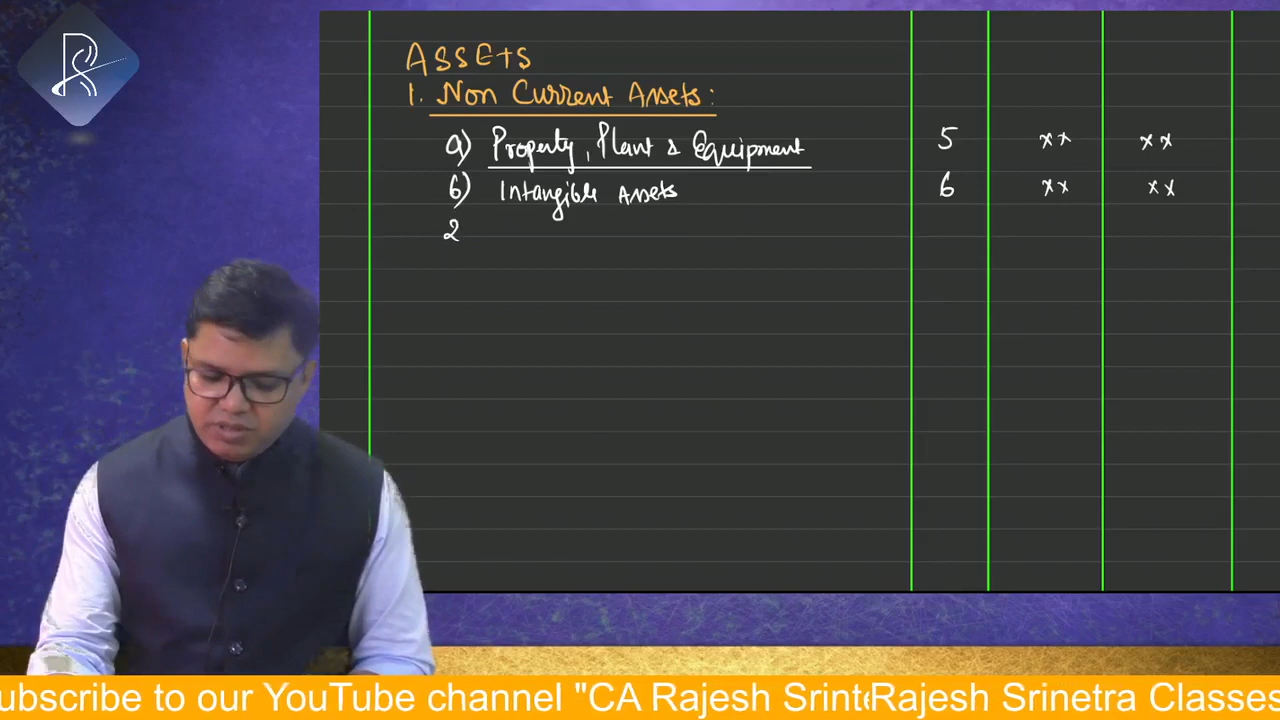 ASSETS
1. Non Current Assets:
a) Property, Plant & Equipment 5 xx xx
b) Intangible Assets 6 xx xx
2
RS
ubscribe to our YouTube channel "CA Rajesh Srint Rajesh Srinetra Classes